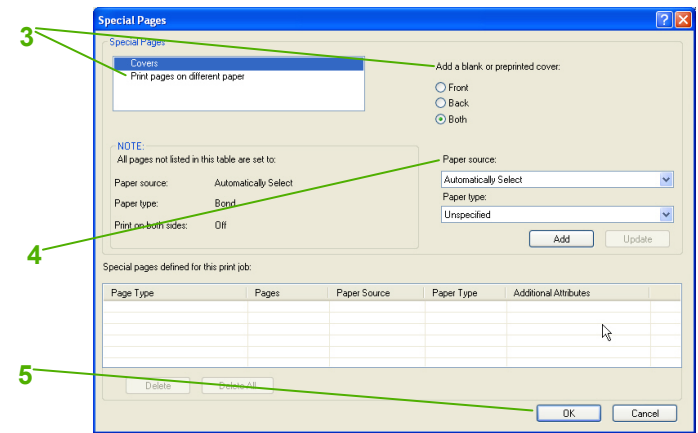 Special Pages
3
Special Pages
Covers
Print pages on different paper
Add a blank or preprinted cover:
Front
Back
Both
NOTE:
All pages not listed in this table are set to:
Paper source: Automatically Select
Paper type: Bond
Print on both sides: Off
Paper source:
Automatically Select
Paper type:
Unspecified
Add Update
4
Special pages defined for this print job:
Page Type Pages Paper Source Paper Type Additional Attributes
5
Delete Delete All
OK Cancel